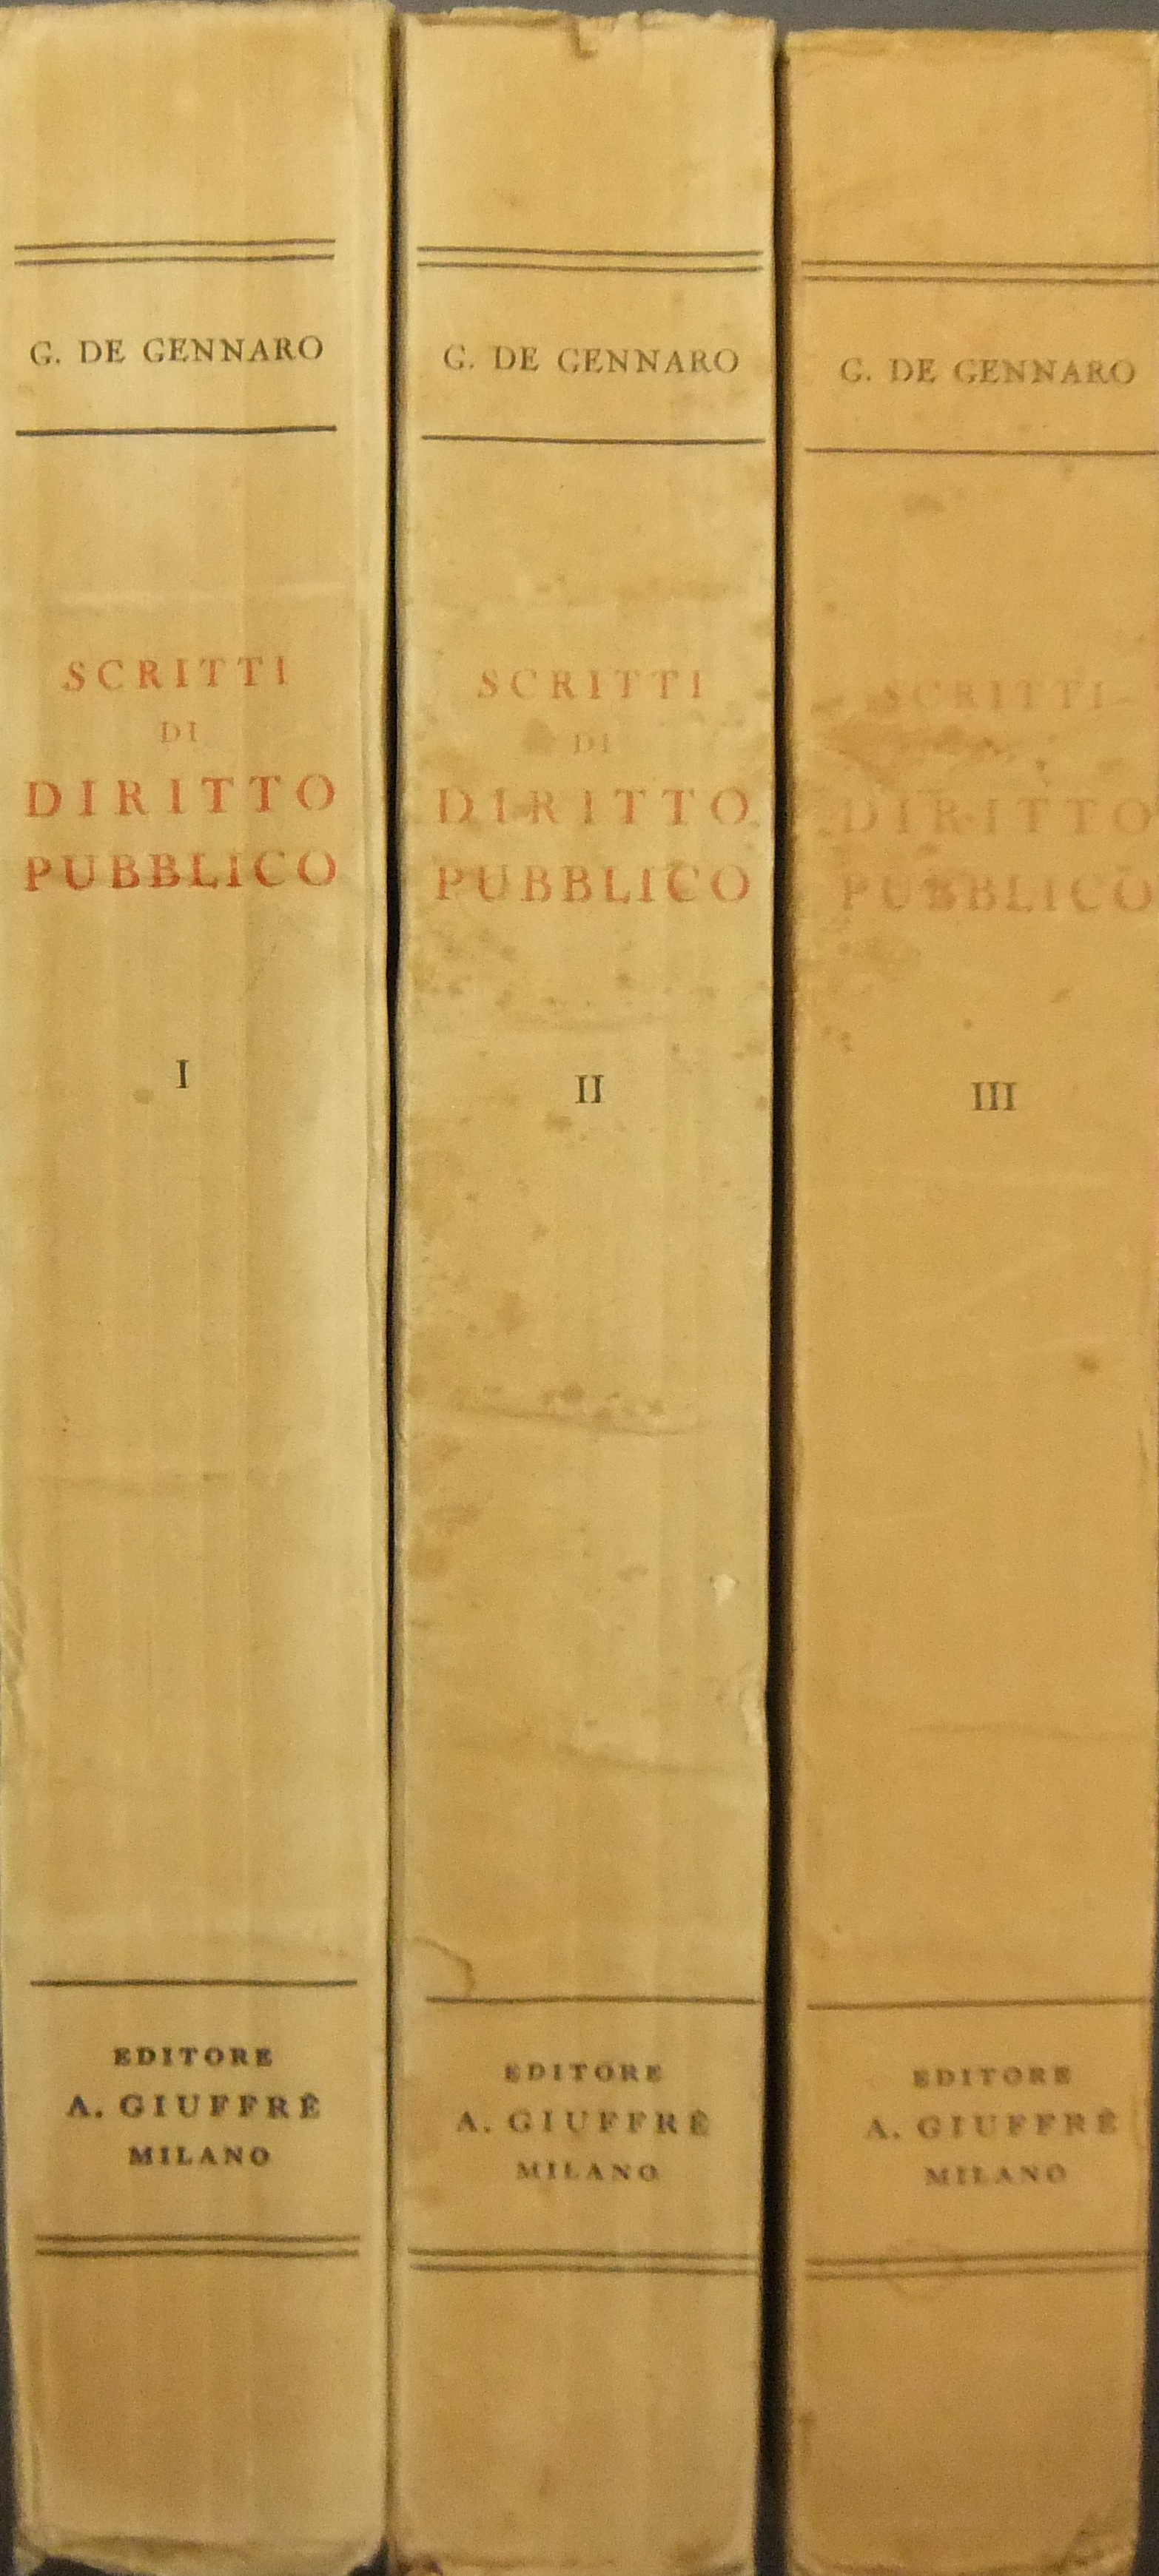 G. DE GENNARO
SCRITTI
DI
DIRITTO
PUBBLICO
I
EDITORE
A. GIUFFRÈ
MILANO
G. DE GENNARO
SCRITTI
DI
DIRITTO
PUBBLICO
II
EDITORE
A. GIUFFRÈ
MILANO
G. DE GENNARO
SCRITTI
DIRITTO
PUBBLICO
III
EDITORE
A. GIUFFRÈ
MILANO